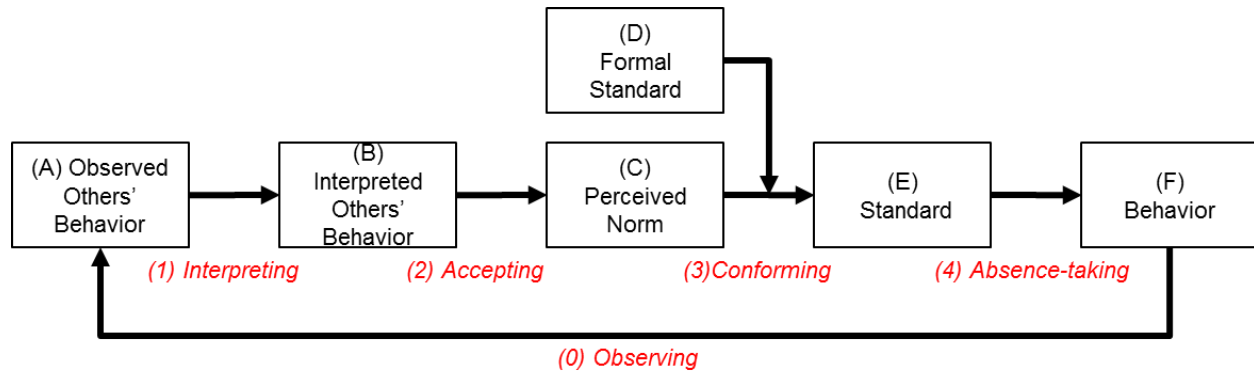 (D)
Formal
Standard
(A) Observed
Others’
Behavior
(B)
Interpreted
Others’
Behavior
(C)
Perceived
Norm
(E)
Standard
(F)
Behavior
(1) Interpreting
(2) Accepting
(3)Conforming
(4) Absence-taking
(0) Observing